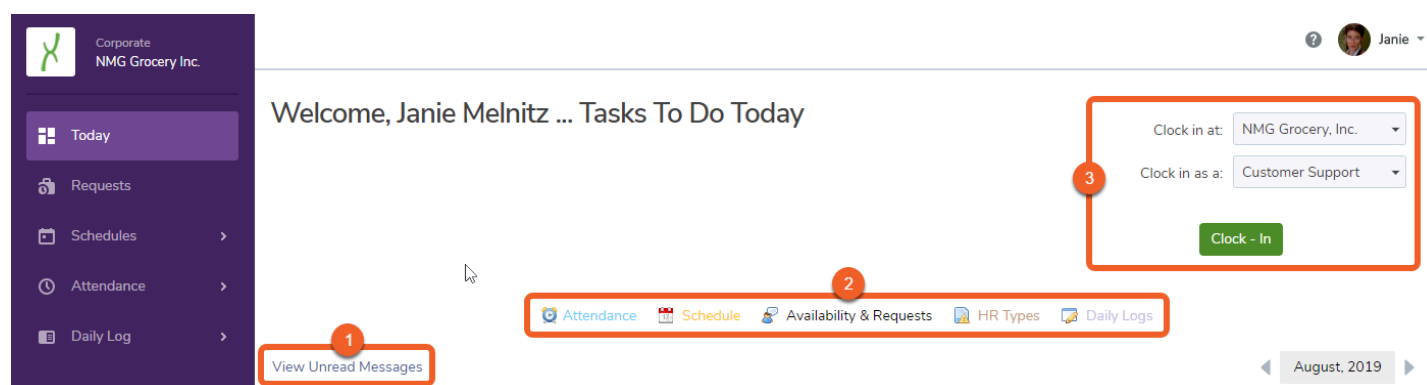 Corporate
NMG Grocery Inc.
Janie
Welcome, Janie Melnitz ... Tasks To Do Today
Today
Requests
Schedules
Attendance
Daily Log
Clock in at: NMG Grocery, Inc.
3
Clock in as a: Customer Support
Clock - In
2
Attendance Schedule Availability & Requests HR Types Daily Logs
1
View Unread Messages
August, 2019